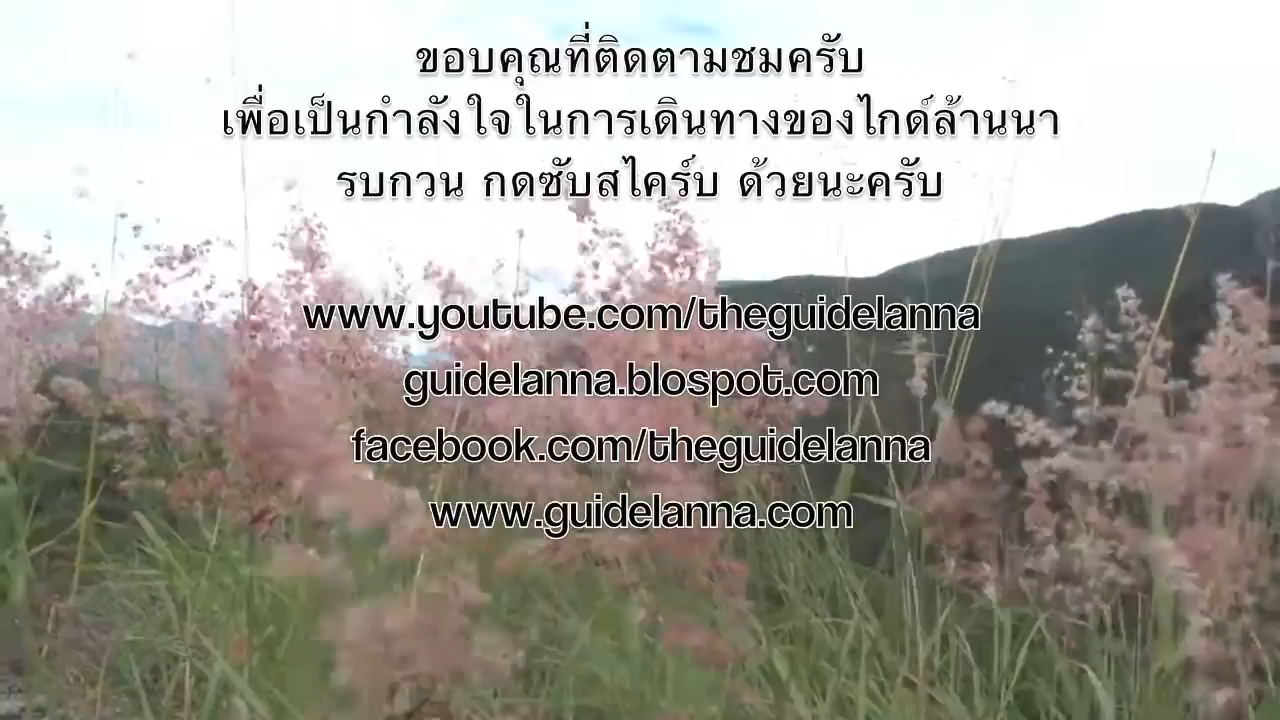 ขอบคุณที่ติดตามชมครับ
เพื่อเป็นกำลังใจในการเดินทางของไกด์ล้านนา
รบกวน กดซับสไคร์บ ด้วยนะครับ
www.youtube.com/theguidelanna
guidelanna.blospot.com
facebook.com/theguidelanna
www.guidelanna.com